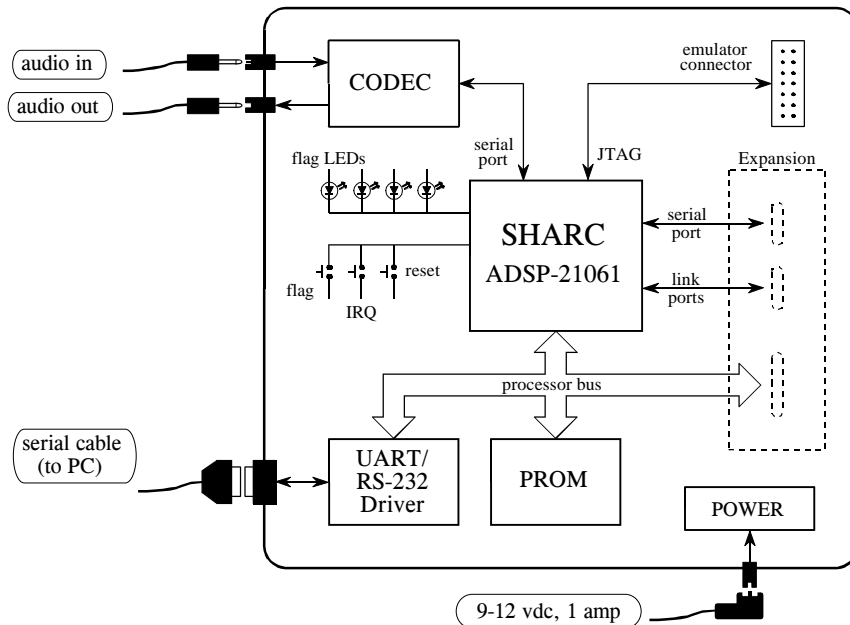 audio in
audio out
CODEC
emulator
connector
serial
port
JTAG
flag LEDs
Expansion
SHARC
ADSP-21061
serial
port
link
ports
reset
flag
IRQ
processor bus
serial cable
(to PC)
UART/
RS-232
Driver
PROM
POWER
9-12 vdc, 1 amp